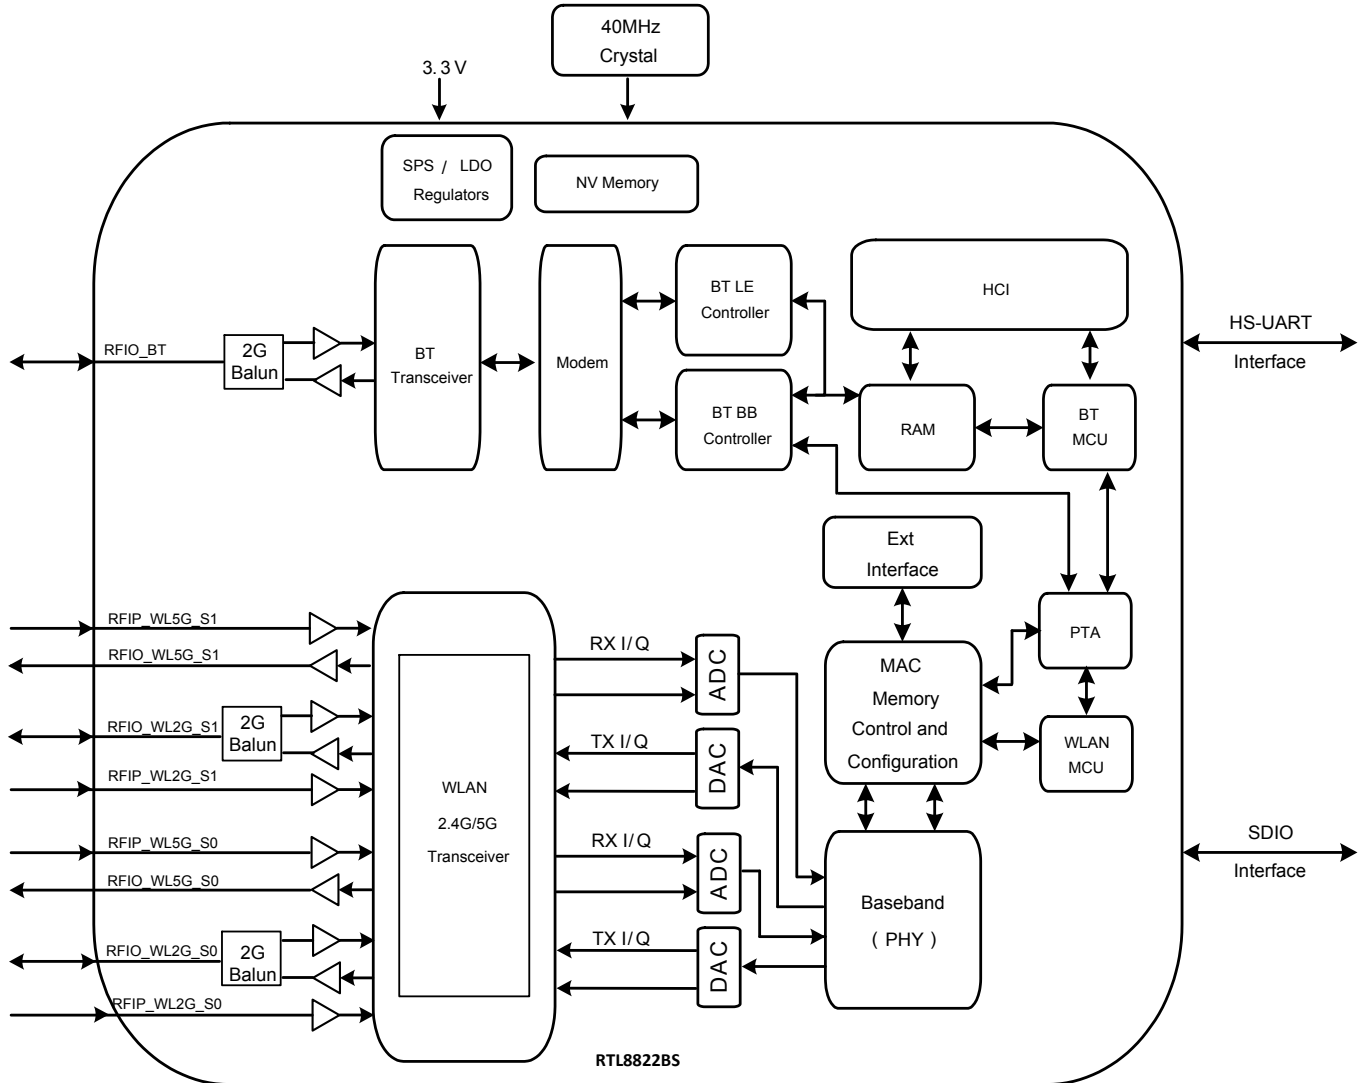 40MHz
Crystal
3.3V
SPS / LDO
Regulators
NV Memory
BT
Transceiver
Modem
BT LE
Controller
BT BB
Controller
HCI
RAM
BT
MCU
HS-UART
Interface
RFIO_BT
2G
Balun
Ext
Interface
PTA
MAC
Memory
Control and
Configuration
WLAN
MCU
SDIO
Interface
Baseband
( PHY )
RFIP_WL5G_S1
RFIO_WL5G_S1
RFIO_WL2G_S1
2G
Balun
RFIP_WL2G_S1
RFIP_WL5G_S0
RFIO_WL5G_S0
RFIO_WL2G_S0
2G
Balun
RFIP_WL2G_S0
WLAN
2.4G/5G
Transceiver
RX I/Q
ADC
TX I/Q
DAC
RX I/Q
ADC
TX I/Q
DAC
RTL8822BS